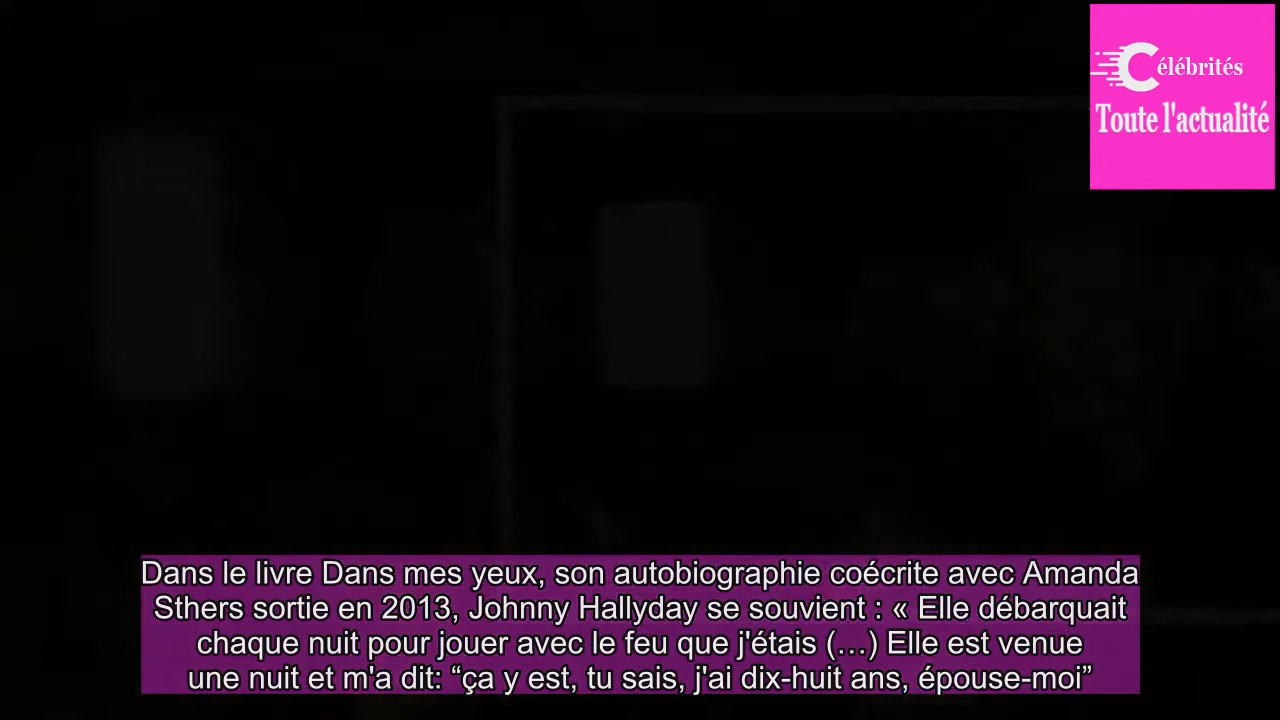 Célébrités
Toute l'actualité
Dans le livre Dans mes yeux, son autobiographie coécrite avec Amanda
Sthers sortie en 2013, Johnny Hallyday se souvient : « Elle débarquait
chaque nuit pour jouer avec le feu que j'étais (…) Elle est venue
une nuit et m'a dit: “ça y est, tu sais, j'ai dix-huit ans, épouse-moi”